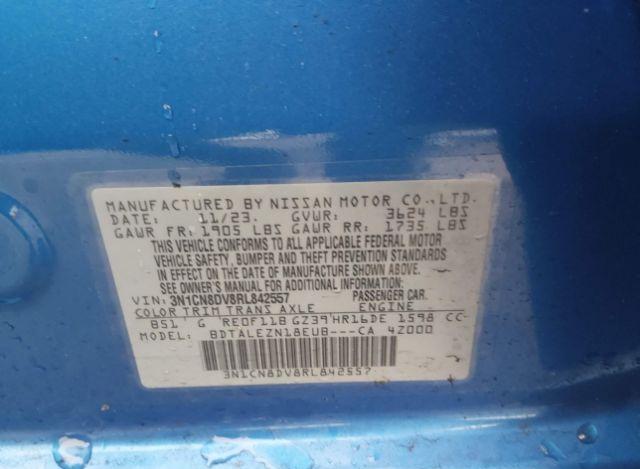 MANUFACTURED BY NISSAN MOTOR CO.,LTD.
DATE: 11/23. GVWR: 3624 LBS
GAWR FR: 1905 LBS GAWR RR: 1735 LBS
THIS VEHICLE CONFORMS TO ALL APPLICABLE FEDERAL MOTOR
VEHICLE SAFETY, BUMPER AND THEFT PREVENTION STANDARDS
IN EFFECT ON THE DATE OF MANUFACTURE SHOWN ABOVE.
SEE OWNER'S MANUAL FOR ADDITIONAL INFORMATION:
VIN: 3N1CN8DV8RL842557 PASSENGER CAR.
COLOR TRIM TRANS AXLE ENGINE
B51' G RE0F11B GZ39'HR16DE 1598 CC
MODEL: BDTALEZN18EUB---CA 42000
3N1CN8DV8RL842557